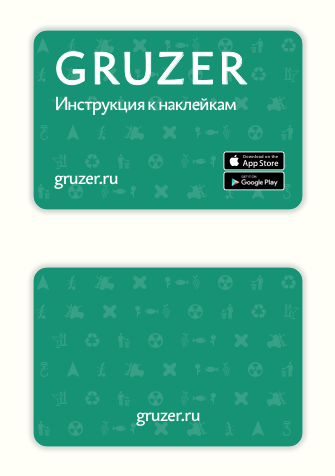 GRUZER
Инструкция к наклейкам
gruzer.ru
Download on the
App Store
GET IT ON
Google Play
gruzer.ru